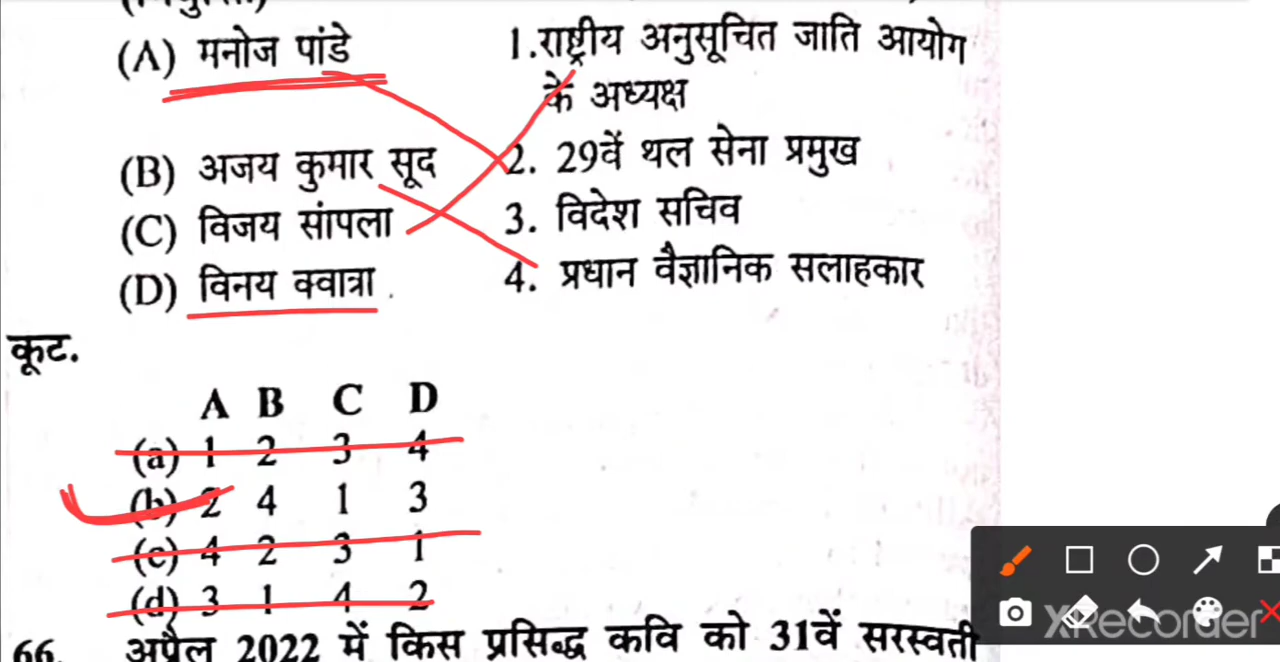 (नियुक्ति)
(A) मनोज पांडे 1.राष्ट्रीय अनुसूचित जाति आयोग
के अध्यक्ष
(B) अजय कुमार सूद 2. 29वें थल सेना प्रमुख
(C) विजय सांपला 3. विदेश सचिव
(D) विनय क्वात्रा 4. प्रधान वैज्ञानिक सलाहकार
कूट.
A B C D
(a) 1 2 3 4
(b) 2 4 1 3
(c) 4 2 3 1
(d) 3 1 4 2
66. अप्रैल 2022 में किस प्रसिद्ध कवि को 31वें सरस्वती
XRecorder